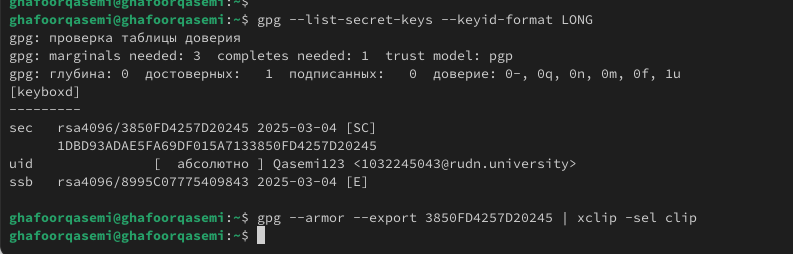 ghafoorqasemi@ghafoorqasemi:~$
ghafoorqasemi@ghafoorqasemi:~$ gpg --list-secret-keys --keyid-format LONG
gpg: проверка таблицы доверия
gpg: marginals needed: 3  completes needed: 1  trust model: pgp
gpg: глубина: 0  достоверных:   1  подписанных:   0  доверие: 0-, 0q, 0n, 0m, 0f, 1u
[keyboxd]
---------
sec   rsa4096/3850FD4257D20245 2025-03-04 [SC]
      1DBD93ADAE5FA69DF015A7133850FD4257D20245
uid               [  абсолютно ] Qasemi123 <1032245043@rudn.university>
ssb   rsa4096/8995C07775409843 2025-03-04 [E]

ghafoorqasemi@ghafoorqasemi:~$ gpg --armor --export 3850FD4257D20245 | xclip -sel clip
ghafoorqasemi@ghafoorqasemi:~$